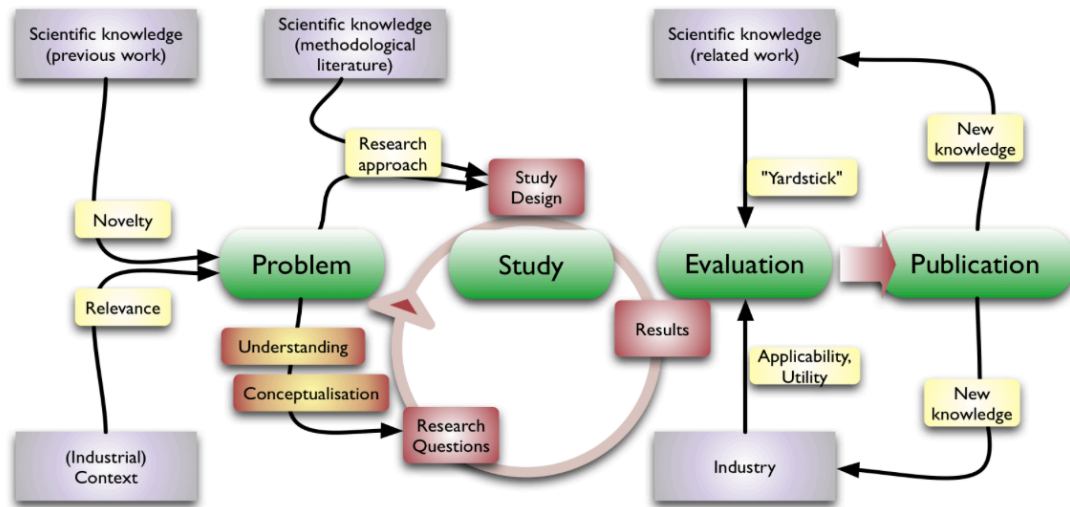 Scientific knowledge
(previous work)
Scientific knowledge
(methodological
literature)
Scientific knowledge
(related work)
Research
approach
New
knowledge
Study
Design
"Yardstick"
Novelty
Problem
Study
Evaluation
Publication
Relevance
Understanding
Results
Applicability,
Utility
Conceptualisation
New
knowledge
Research
Questions
(Industrial)
Context
Industry